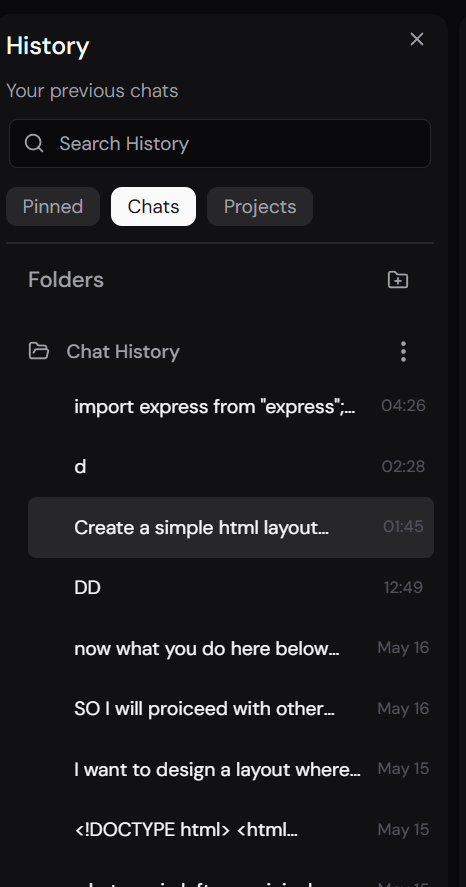 History
Your previous chats
Search History
Pinned Chats Projects
Folders
Chat History
import express from "express";... 04:26
d 02:28
Create a simple html layout... 01:45
DD 12:49
now what you do here below... May 16
SO I will proiceed with other... May 16
I want to design a layout where... May 15
<!DOCTYPE html> <html... May 15